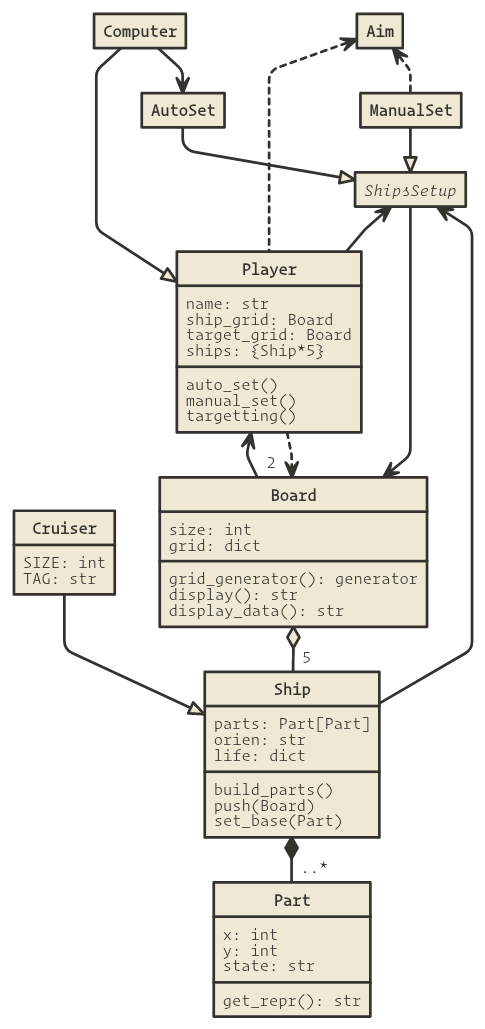 Computer
Aim
AutoSet
ManualSet
ShipsSetup
Player
name: str
ship_grid: Board
target_grid: Board
ships: {Ship*5}
auto_set()
manual_set()
targetting()
2
Board
size: int
grid: dict
grid_generator(): generator
display(): str
display_data(): str
Cruiser
SIZE: int
TAG: str
5
Ship
parts: Part[Part]
orien: str
life: dict
build_parts()
push(Board)
set_base(Part)
..*
Part
x: int
y: int
state: str
get_repr(): str